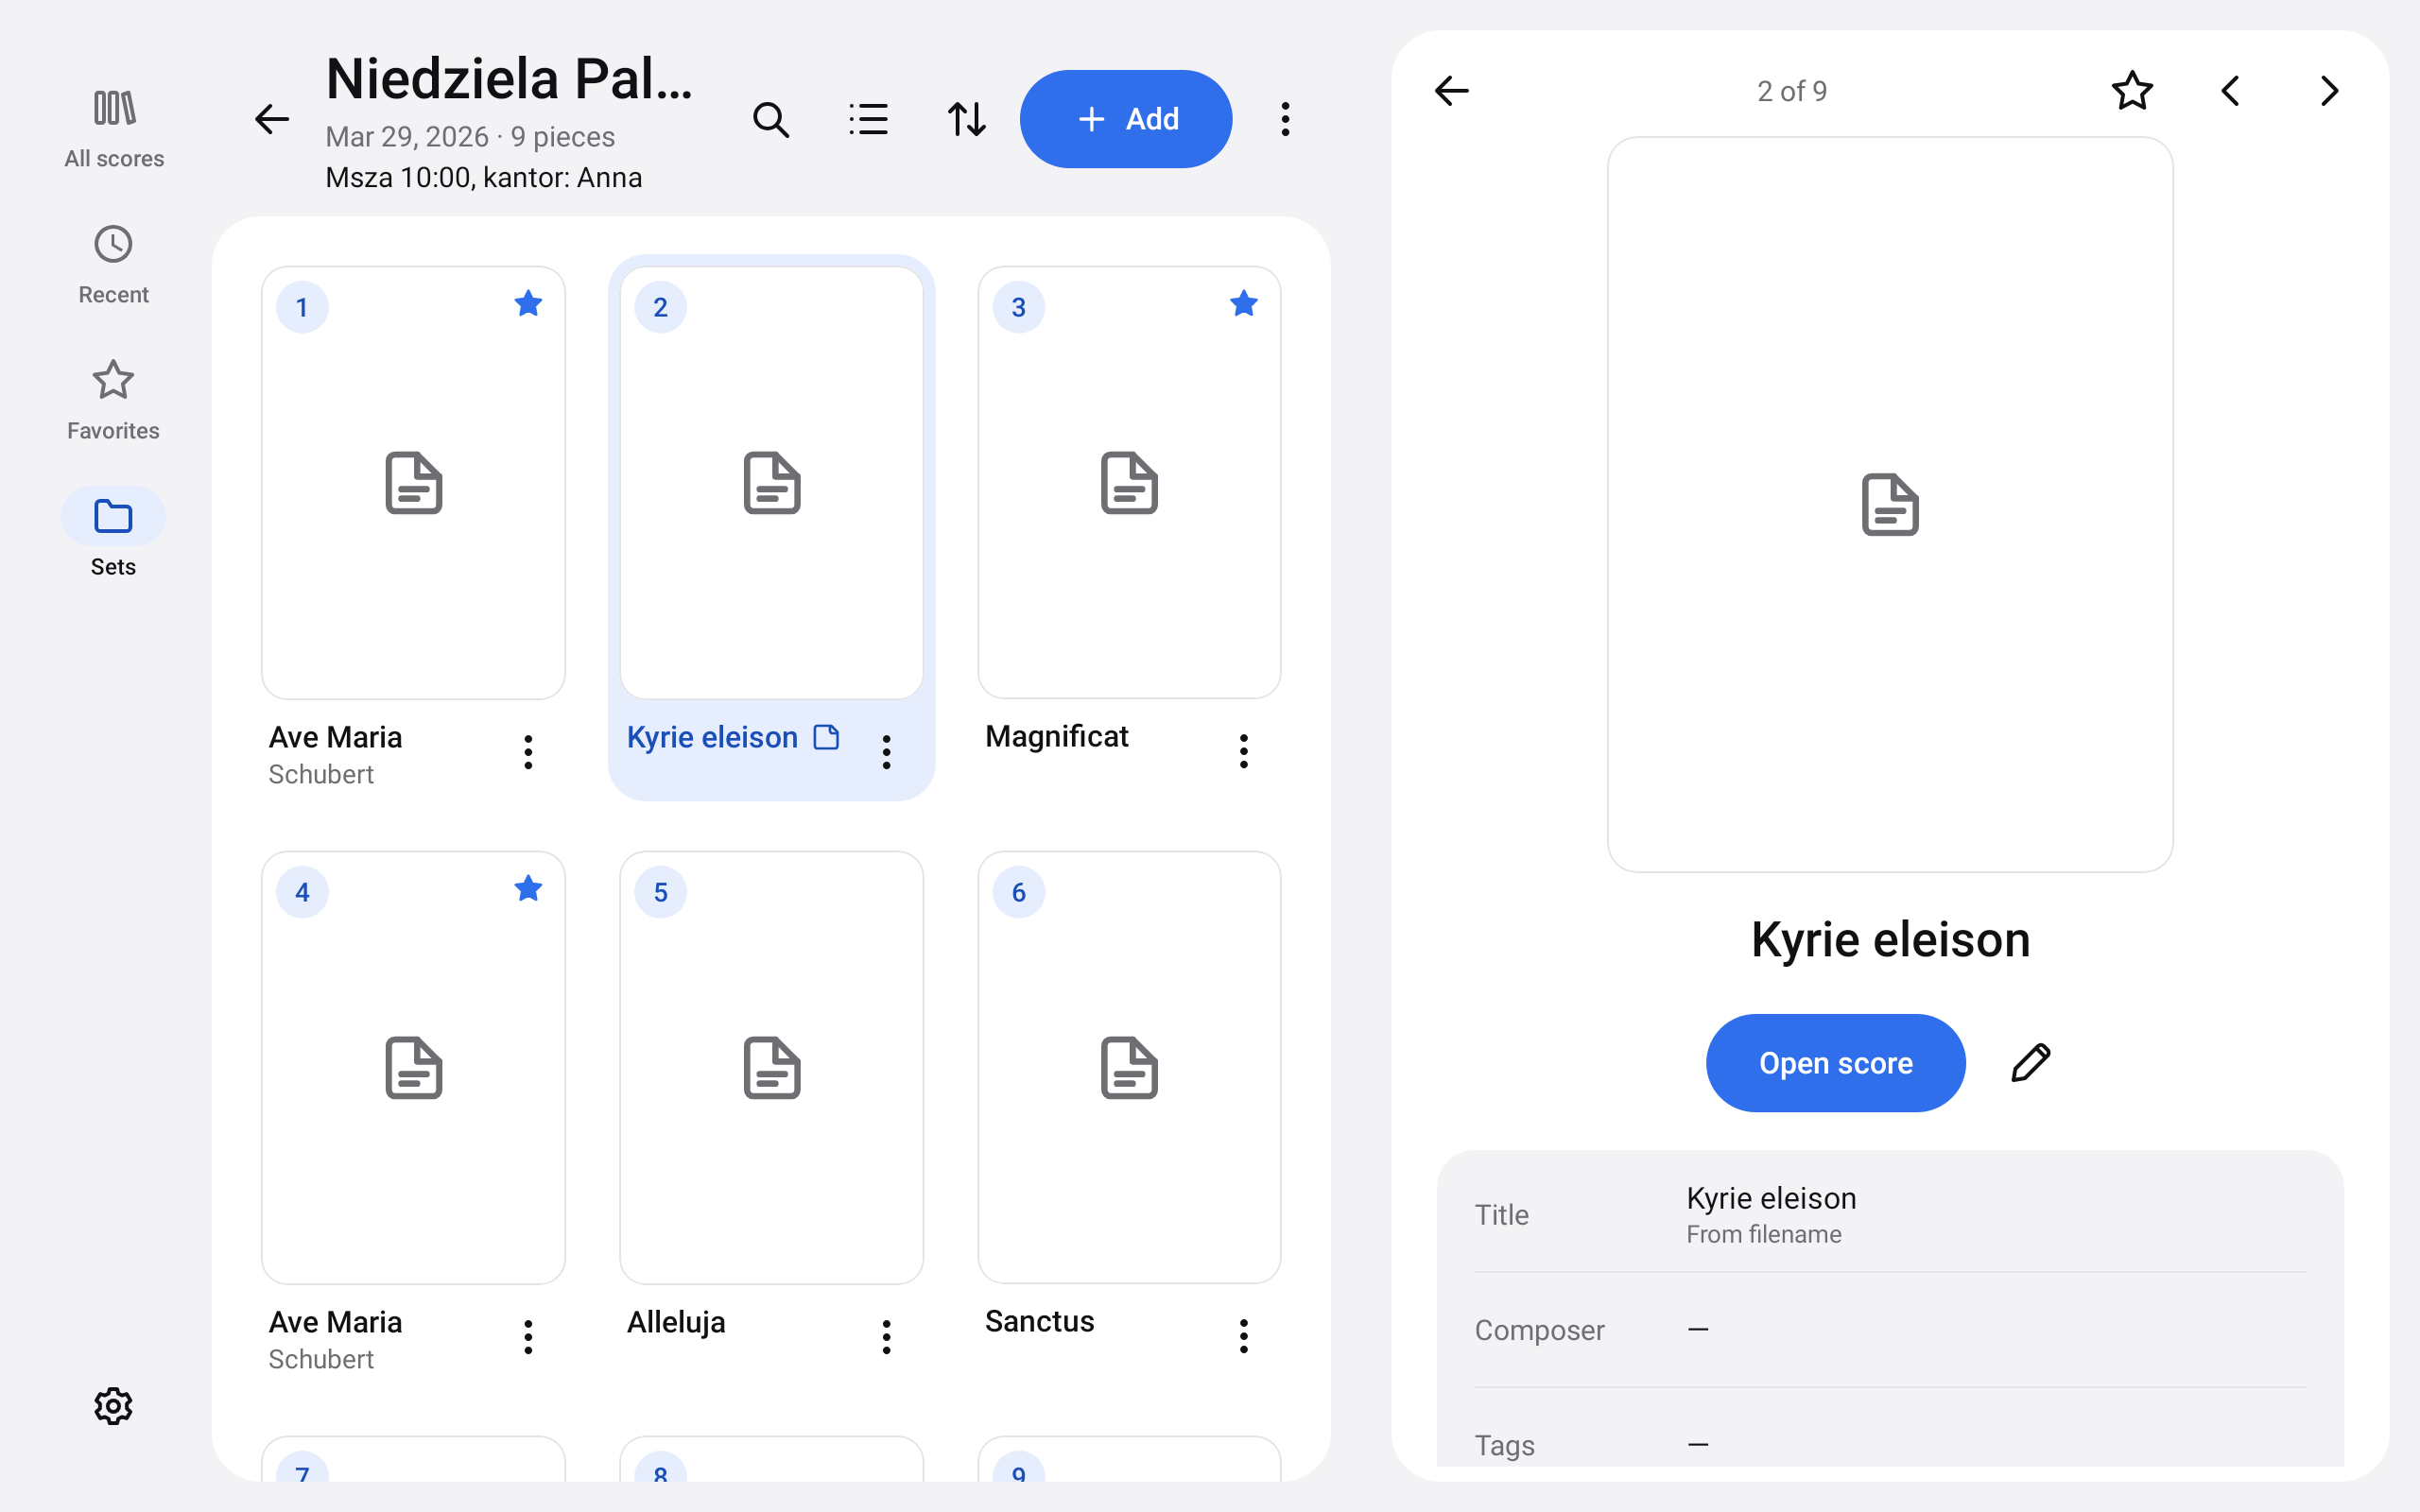 All scores
Recent
Favorites
Sets
Niedziela Pal...
Mar 29, 2026 · 9 pieces
Msza 10:00, kantor: Anna
+ Add
1
2
3
Ave Maria
Schubert
Kyrie eleison
Magnificat
4
5
6
Ave Maria
Schubert
Alleluja
Sanctus
7
8
9
2 of 9
Kyrie eleison
Open score
Title
Kyrie eleison
From filename
Composer
—
Tags
—